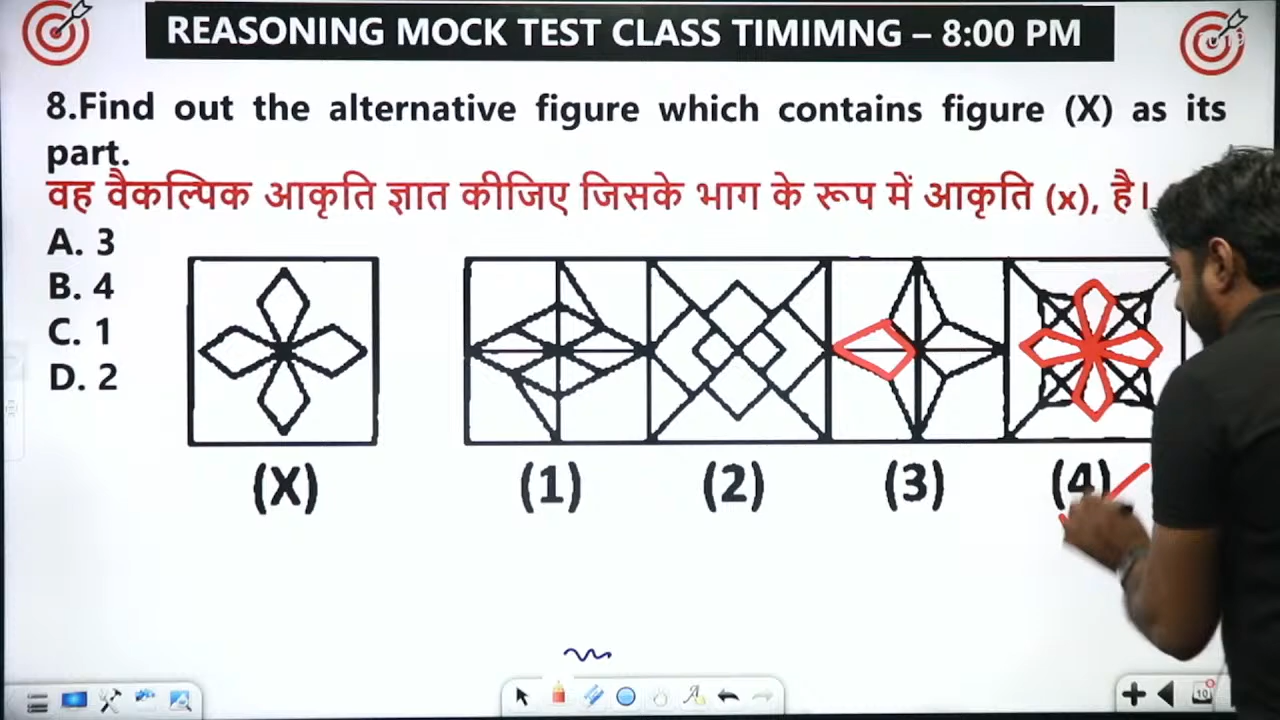 REASONING MOCK TEST CLASS TIMIMNG – 8:00 PM
8.Find out the alternative figure which contains figure (X) as its
part.
वह वैकल्पिक आकृति ज्ञात कीजिए जिसके भाग के रूप में आकृति (x), है।
A. 3
B. 4
C. 1
D. 2
(X) (1) (2) (3) (4)
10